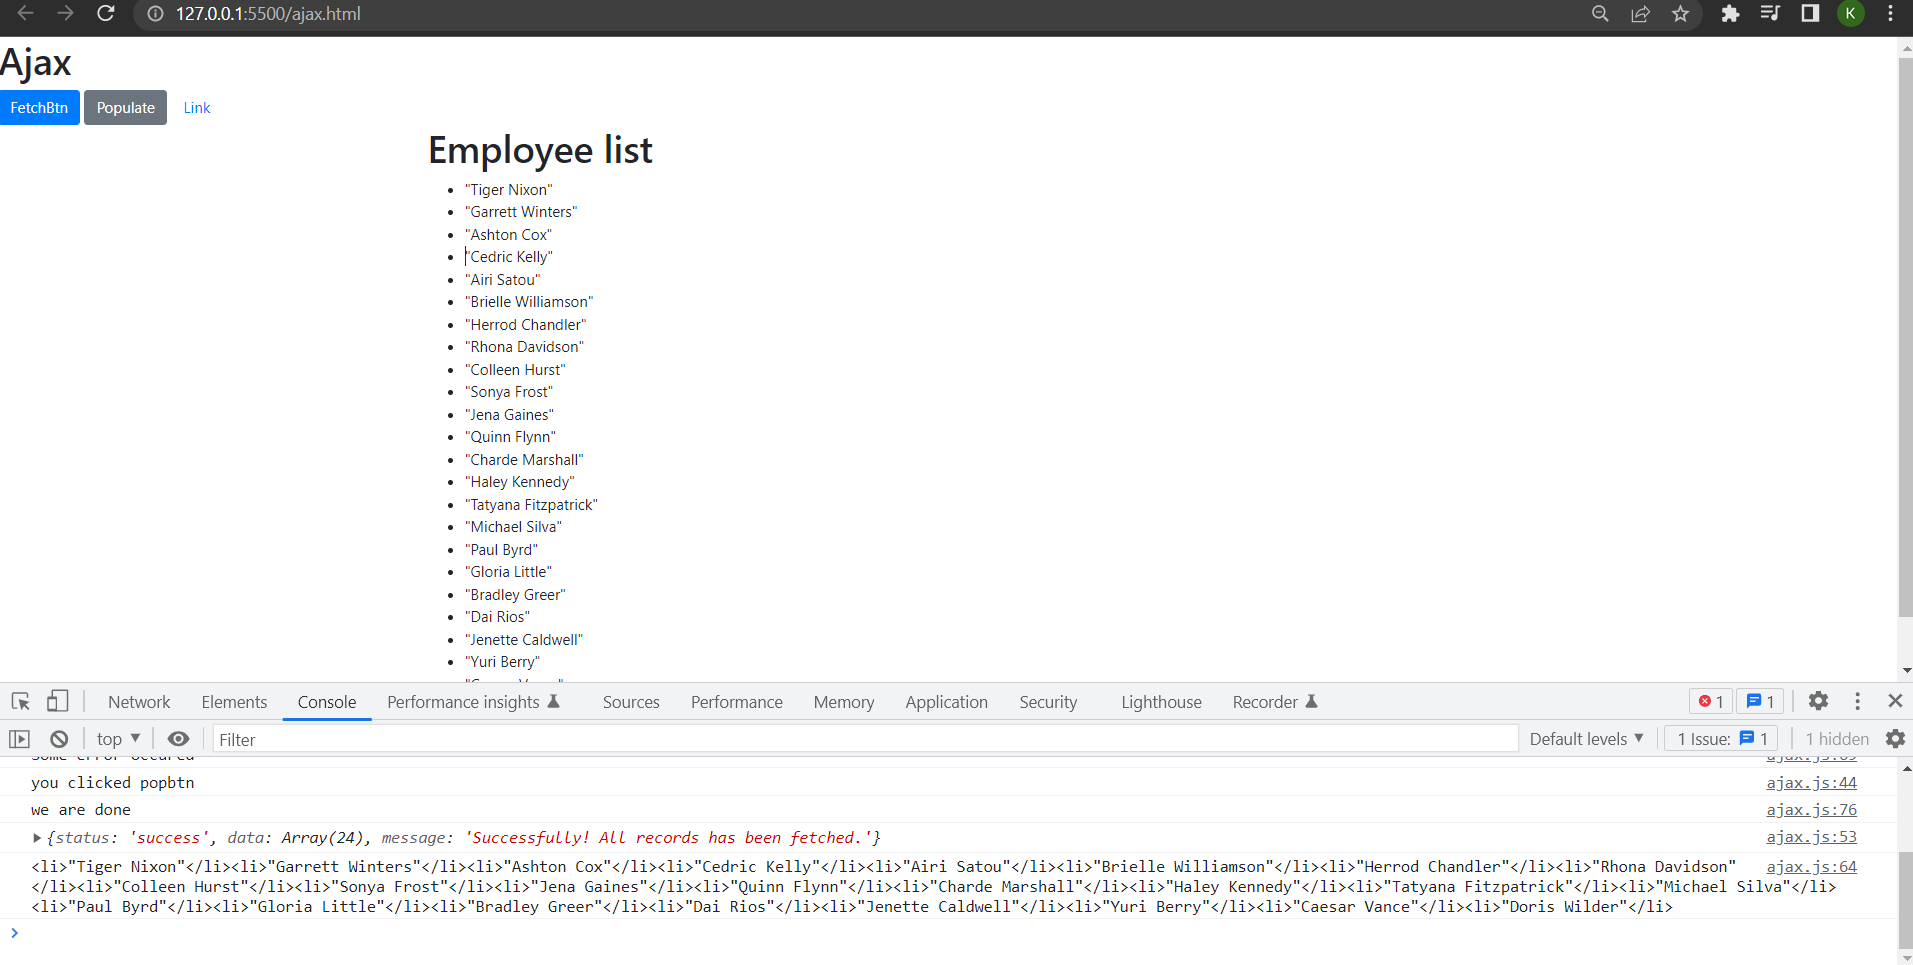 127.0.0.1:5500/ajax.html
K
Ajax
FetchBtn Populate Link
Employee list
"Tiger Nixon"
"Garrett Winters"
"Ashton Cox"
"Cedric Kelly"
"Airi Satou"
"Brielle Williamson"
"Herrod Chandler"
"Rhona Davidson"
"Colleen Hurst"
"Sonya Frost"
"Jena Gaines"
"Quinn Flynn"
"Charde Marshall"
"Haley Kennedy"
"Tatyana Fitzpatrick"
"Michael Silva"
"Paul Byrd"
"Gloria Little"
"Bradley Greer"
"Dai Rios"
"Jenette Caldwell"
"Yuri Berry"
Network Elements Console Performance insights Sources Performance Memory Application Security Lighthouse Recorder 1 1
top Filter Default levels 1 Issue: 1 1 hidden
some error occured
you clicked popbtn ajax.js:44
we are done ajax.js:76
{status: 'success', data: Array(24), message: 'Successfully! All records has been fetched.'} ajax.js:53
<li>"Tiger Nixon"</li><li>"Garrett Winters"</li><li>"Ashton Cox"</li><li>"Cedric Kelly"</li><li>"Airi Satou"</li><li>"Brielle Williamson"</li><li>"Herrod Chandler"</li><li>"Rhona Davidson" ajax.js:64
</li><li>"Colleen Hurst"</li><li>"Sonya Frost"</li><li>"Jena Gaines"</li><li>"Quinn Flynn"</li><li>"Charde Marshall"</li><li>"Haley Kennedy"</li><li>"Tatyana Fitzpatrick"</li><li>"Michael Silva"</li>
<li>"Paul Byrd"</li><li>"Gloria Little"</li><li>"Bradley Greer"</li><li>"Dai Rios"</li><li>"Jenette Caldwell"</li><li>"Yuri Berry"</li><li>"Caesar Vance"</li><li>"Doris Wilder"</li>